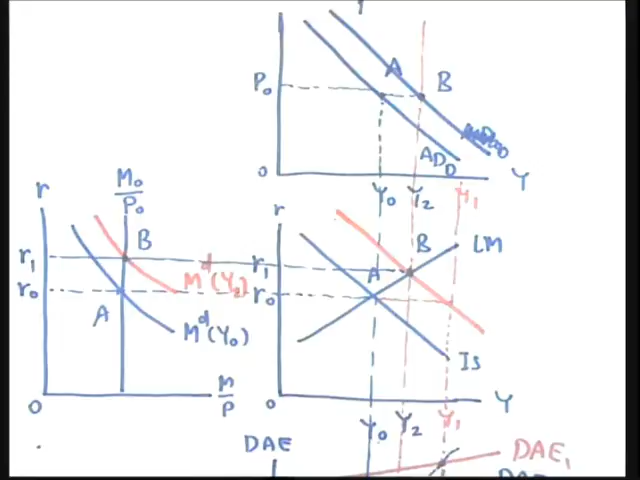 P₀
A
B
AD₀
0
Y₀
Y₂
Y₁
Y
r
M₀/P₀
r₁
r₀
B
A
Mᵈ(Y₂)
Mᵈ(Y₀)
0
M/P
r
r₁
r₀
A
B
LM
IS
0
Y₀
Y₂
Y₁
Y
DAE
DAE₁